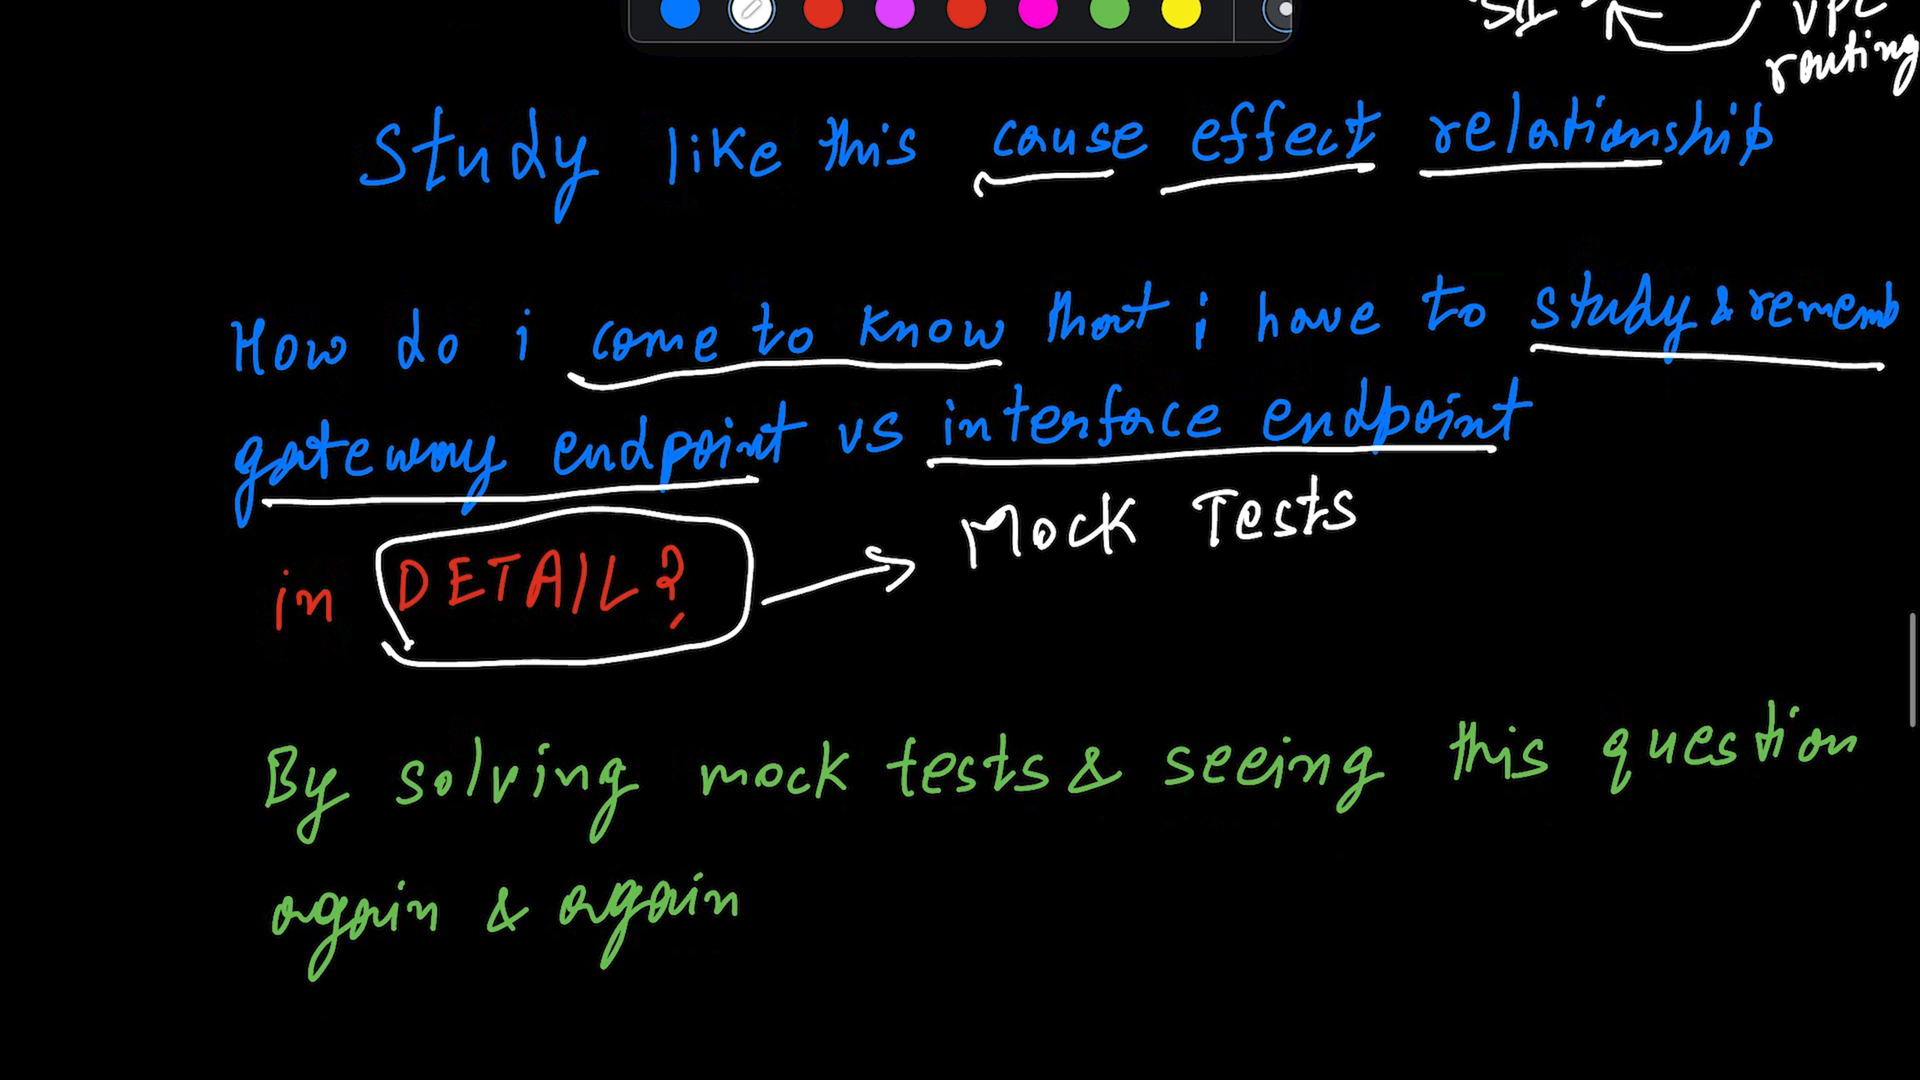 VPC
routing
Study like this cause effect relationship
How do i come to know that i have to study & rememb
gateway endpoint vs interface endpoint
in DETAIL? → Mock Tests
By solving mock tests & seeing this question
again & again